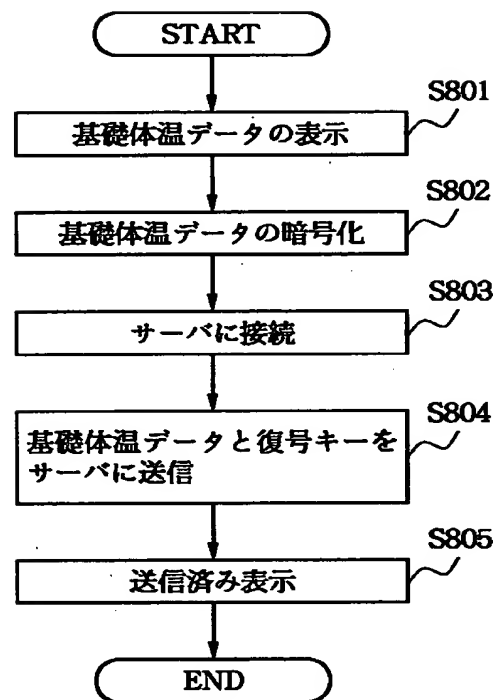 START
S801
基礎体温データの表示
S802
基礎体温データの暗号化
S803
サーバに接続
S804
基礎体温データと復号キーを
サーバに送信
S805
送信済み表示
END